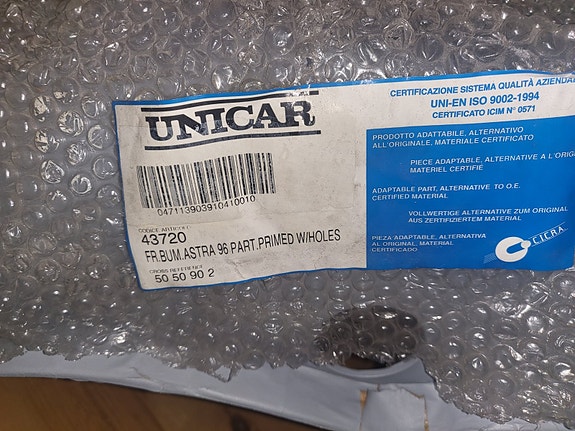 UNICAR
047113903910410010
CODICE ARTICOLO
43720
FR.BUM.ASTRA 96 PART.PRIMED W/HOLES
CROSS REFERENCE
50 50 90 2
CERTIFICAZIONE SISTEMA QUALITÀ AZIENDALE
UNI-EN ISO 9002-1994
CERTIFICATO ICIM N° 0571
PRODOTTO ADATTABILE, ALTERNATIVO
ALL'ORIGINALE, MATERIALE CERTIFICATO
PIECE ADAPTABLE, ALTERNATIVE A L'ORIG
MATERIEL CERTIFIÉ
ADAPTABLE PART, ALTERNATIVE TO O.E.
CERTIFIED MATERIAL
VOLLWERTIGE ALTERNATIVE ZUM ORIGINAL
AUS ZERTIFIZIERTEM MATERIAL
PIEZA ADAPTABLE, ALTERNATIVA
AL ORIGINAL, MATERIAL
CERTIFICADO
C.I.C.R.A.